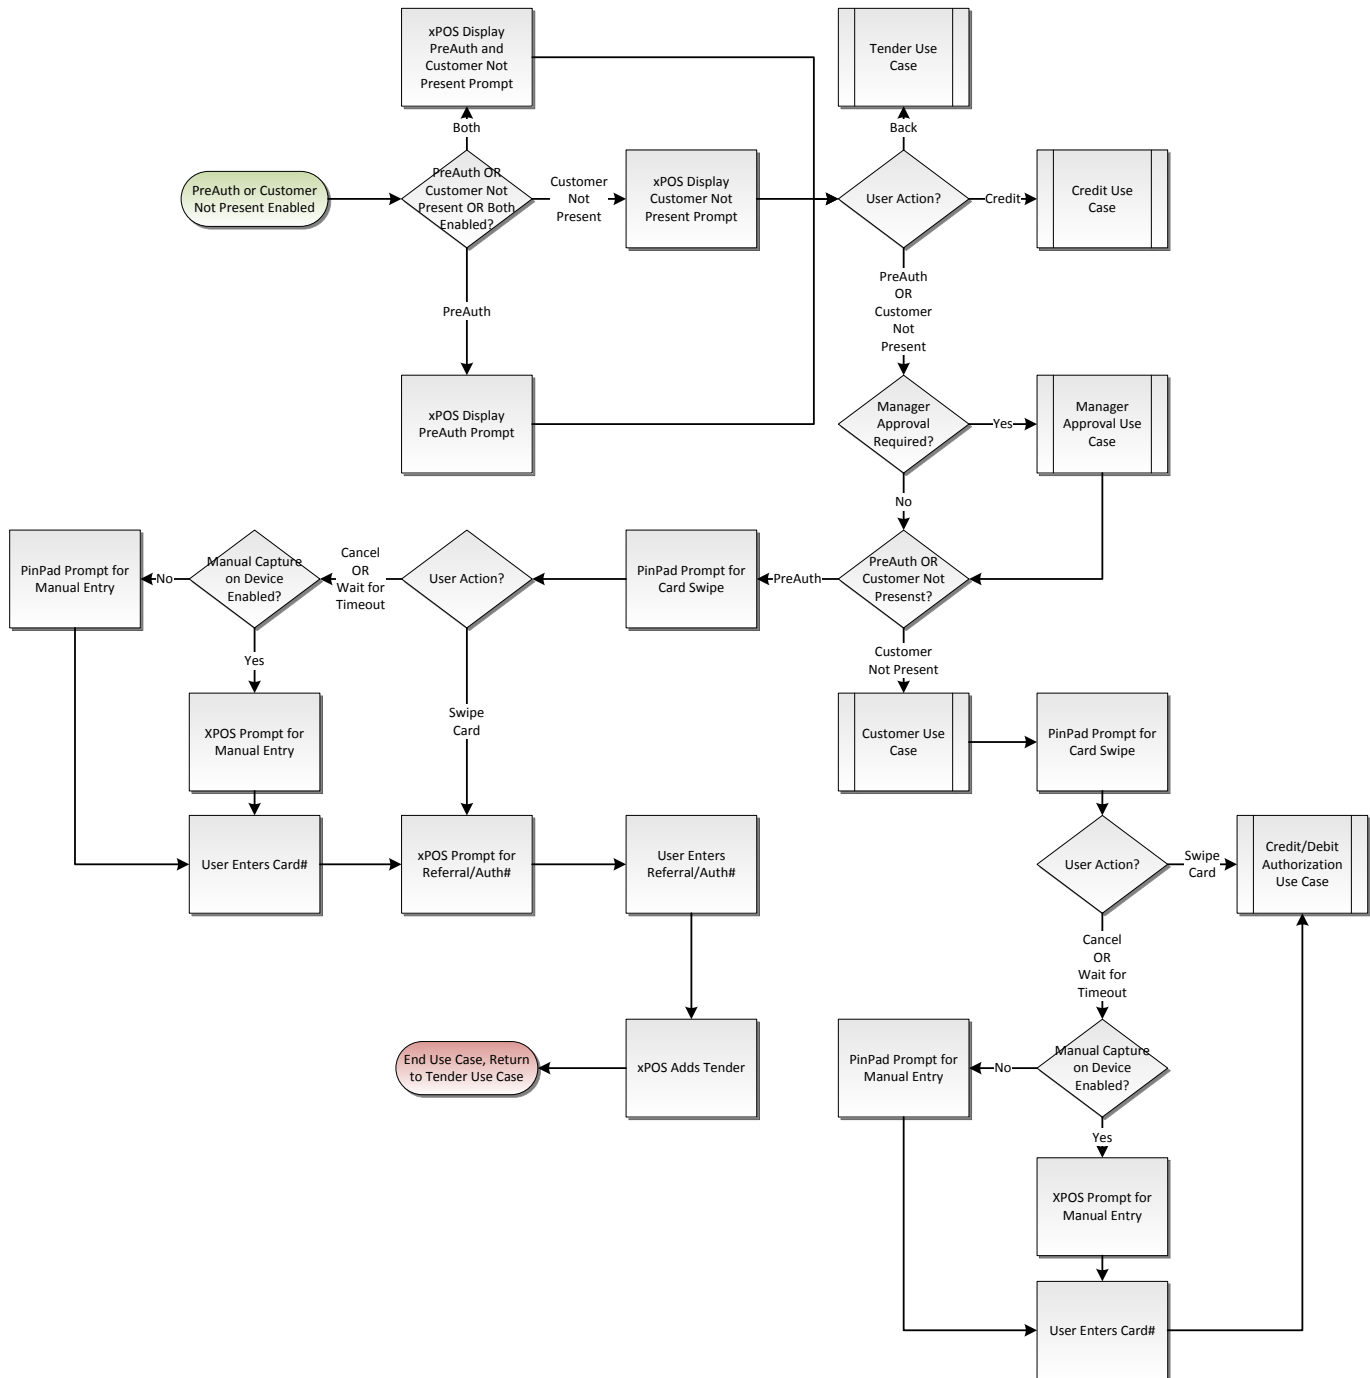 xPOS Display
PreAuth and
Customer Not
Present Prompt
Tender Use
Case
Both
Back
PreAuth or Customer
Not Present Enabled
PreAuth OR
Customer Not
Present OR Both
Enabled?
Customer
Not
Present
xPOS Display
Customer Not
Present Prompt
User Action?
Credit
Credit Use
Case
PreAuth
PreAuth
OR
Customer
Not
Present
xPOS Display
PreAuth Prompt
Manager
Approval
Required?
Yes
Manager
Approval Use
Case
No
PinPad Prompt for
Manual Entry
No
Manual Capture
on Device
Enabled?
Cancel
OR
Wait for
Timeout
User Action?
PinPad Prompt for
Card Swipe
PreAuth
PreAuth OR
Customer Not
Presenst?
Yes
Customer
Not Present
XPOS Prompt for
Manual Entry
Swipe
Card
Customer Use
Case
PinPad Prompt for
Card Swipe
User Enters Card#
xPOS Prompt for
Referral/Auth#
User Enters
Referral/Auth#
User Action?
Swipe
Card
Credit/Debit
Authorization
Use Case
Cancel
OR
Wait for
Timeout
End Use Case, Return
to Tender Use Case
xPOS Adds Tender
PinPad Prompt for
Manual Entry
No
Manual Capture
on Device
Enabled?
Yes
XPOS Prompt for
Manual Entry
User Enters Card#